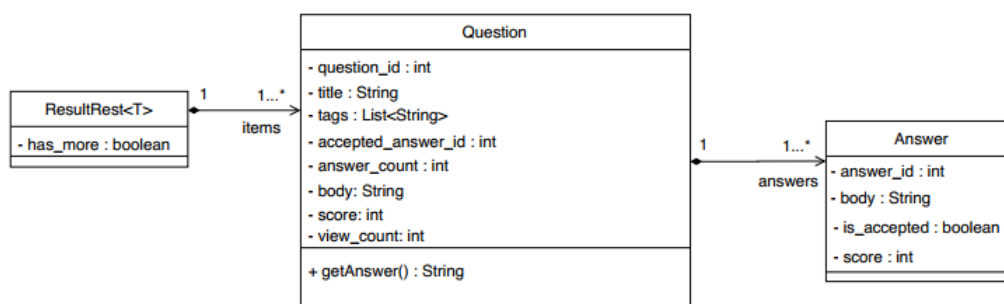 ResultRest<T>
- has_more : boolean
1
1...*
items
Question
- question_id : int
- title : String
- tags : List<String>
- accepted_answer_id : int
- answer_count : int
- body: String
- score: int
- view_count: int
+ getAnswer() : String
1
1...*
answers
Answer
- answer_id : int
- body : String
- is_accepted : boolean
- score : int